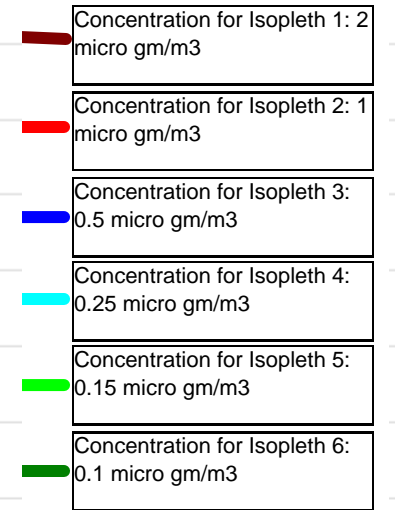 Concentration for Isopleth 1: 2
micro gm/m3
Concentration for Isopleth 2: 1
micro gm/m3
Concentration for Isopleth 3:
0.5 micro gm/m3
Concentration for Isopleth 4:
0.25 micro gm/m3
Concentration for Isopleth 5:
0.15 micro gm/m3
Concentration for Isopleth 6:
0.1 micro gm/m3